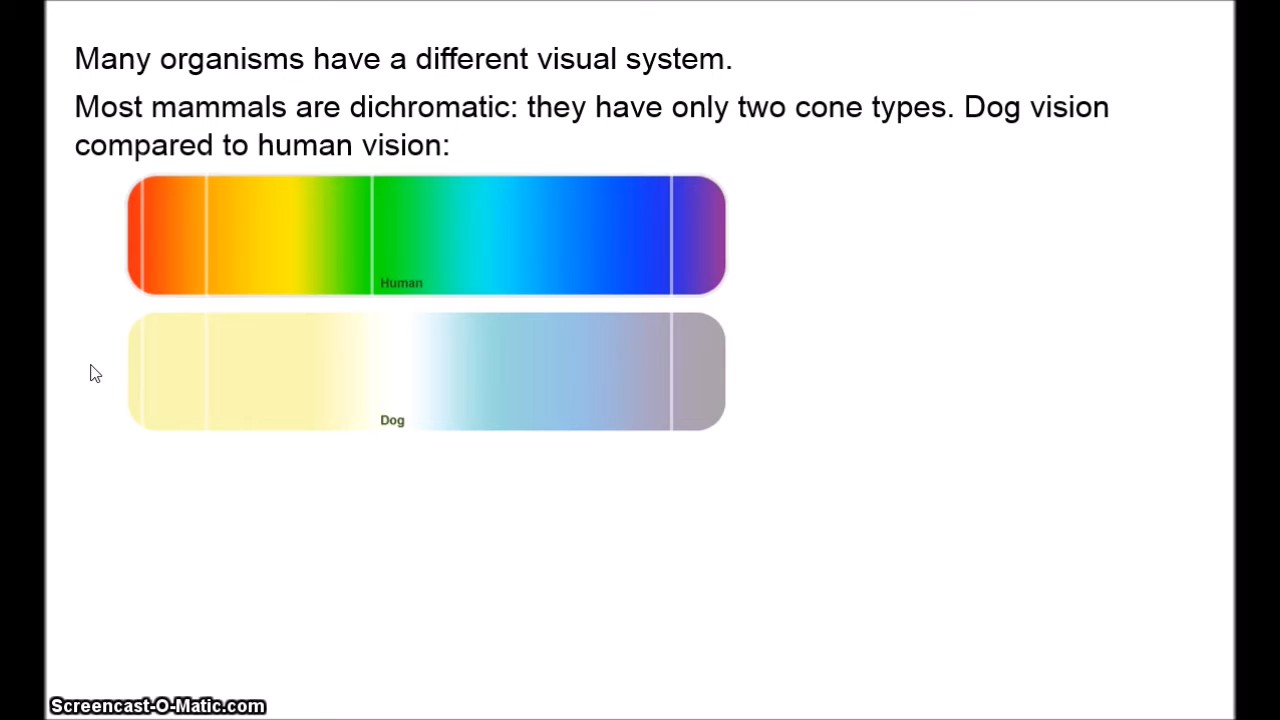 Many organisms have a different visual system.
Most mammals are dichromatic: they have only two cone types. Dog vision
compared to human vision:
Human
Dog
Screencast-O-Matic.com